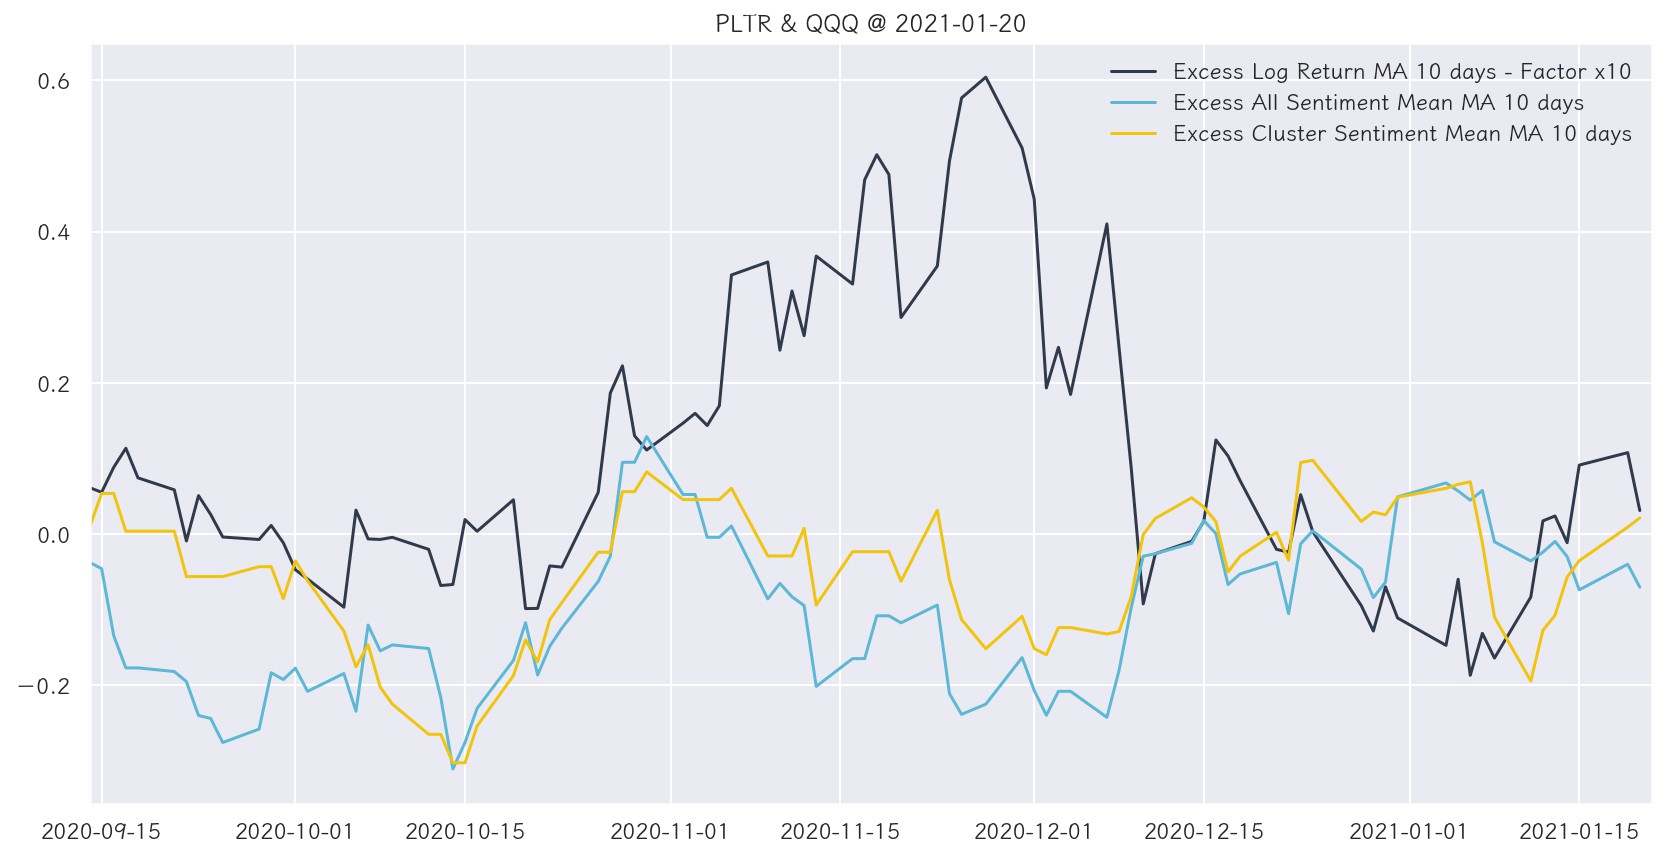 PLTR & QQQ @ 2021-01-20
Excess Log Return MA 10 days - Factor x10
Excess All Sentiment Mean MA 10 days
Excess Cluster Sentiment Mean MA 10 days
0.6
0.4
0.2
0.0
−0.2
2020-09-15 2020-10-01 2020-10-15 2020-11-01 2020-11-15 2020-12-01 2020-12-15 2021-01-01 2021-01-15